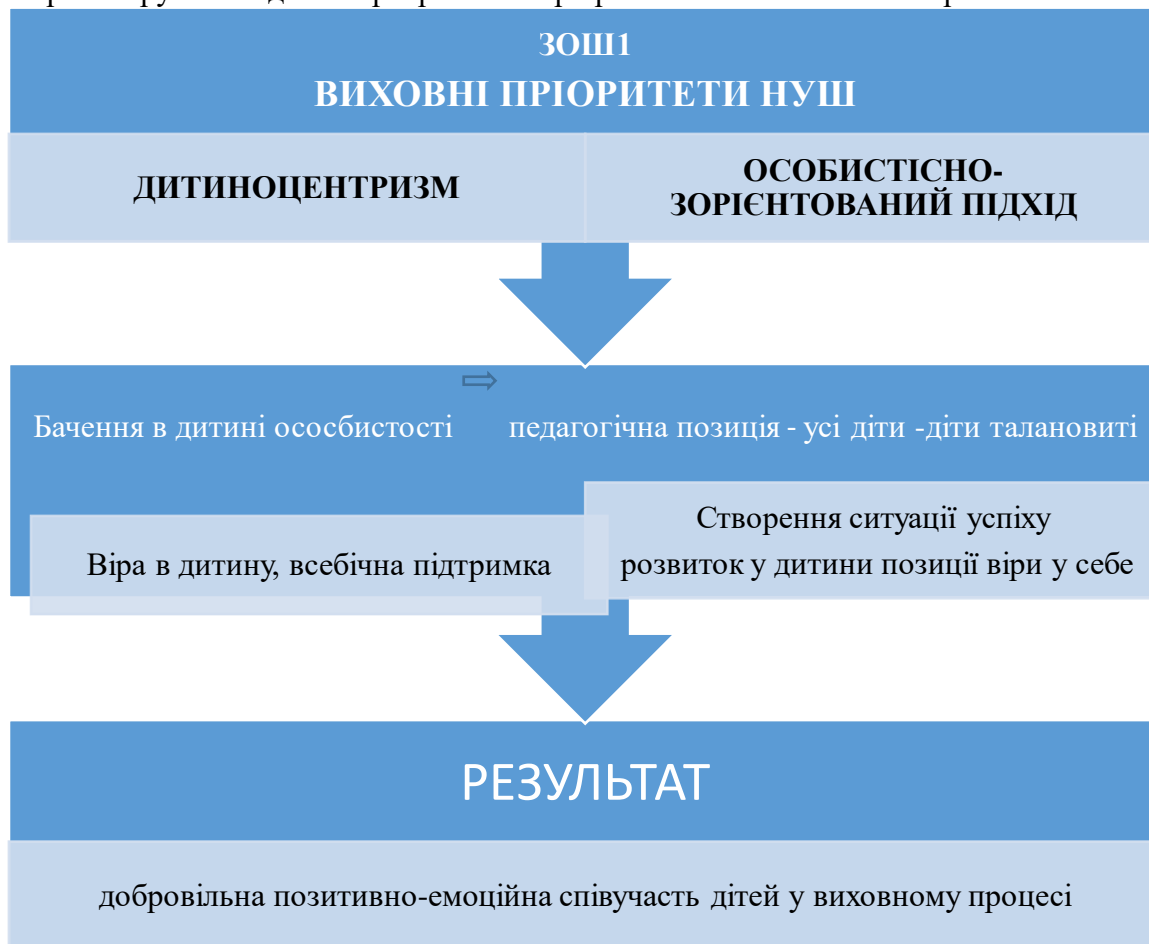 ЗОШ1
ВИХОВНІ ПРІОРИТЕТИ НУШ
ДИТИНОЦЕНТРИЗМ
ОСОБИСТІСНО-
ЗОРІЄНТОВАНИЙ ПІДХІД
Бачення в дитині ососбистості ⇨ педагогічна позиція - усі діти -діти талановиті
Віра в дитину, всебічна підтримка
Створення ситуації успіху
розвиток у дитини позиції віри у себе
РЕЗУЛЬТАТ
добровільна позитивно-емоційна співучасть дітей у виховному процесі